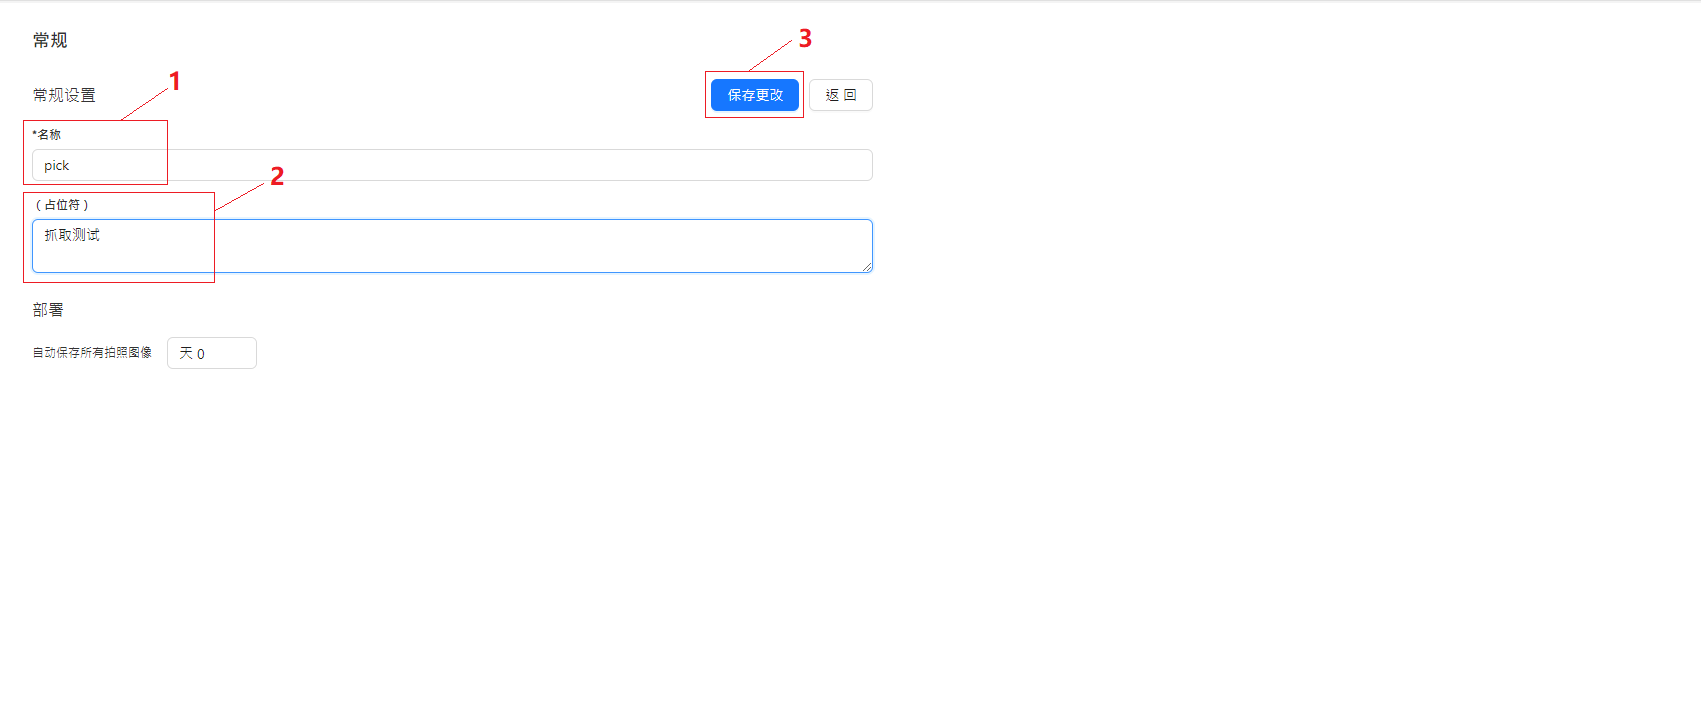 常规
3
1
常规设置
保存更改
返 回
*名称
pick
2
（占位符）
抓取测试
部署
自动保存所有拍照图像
天 0